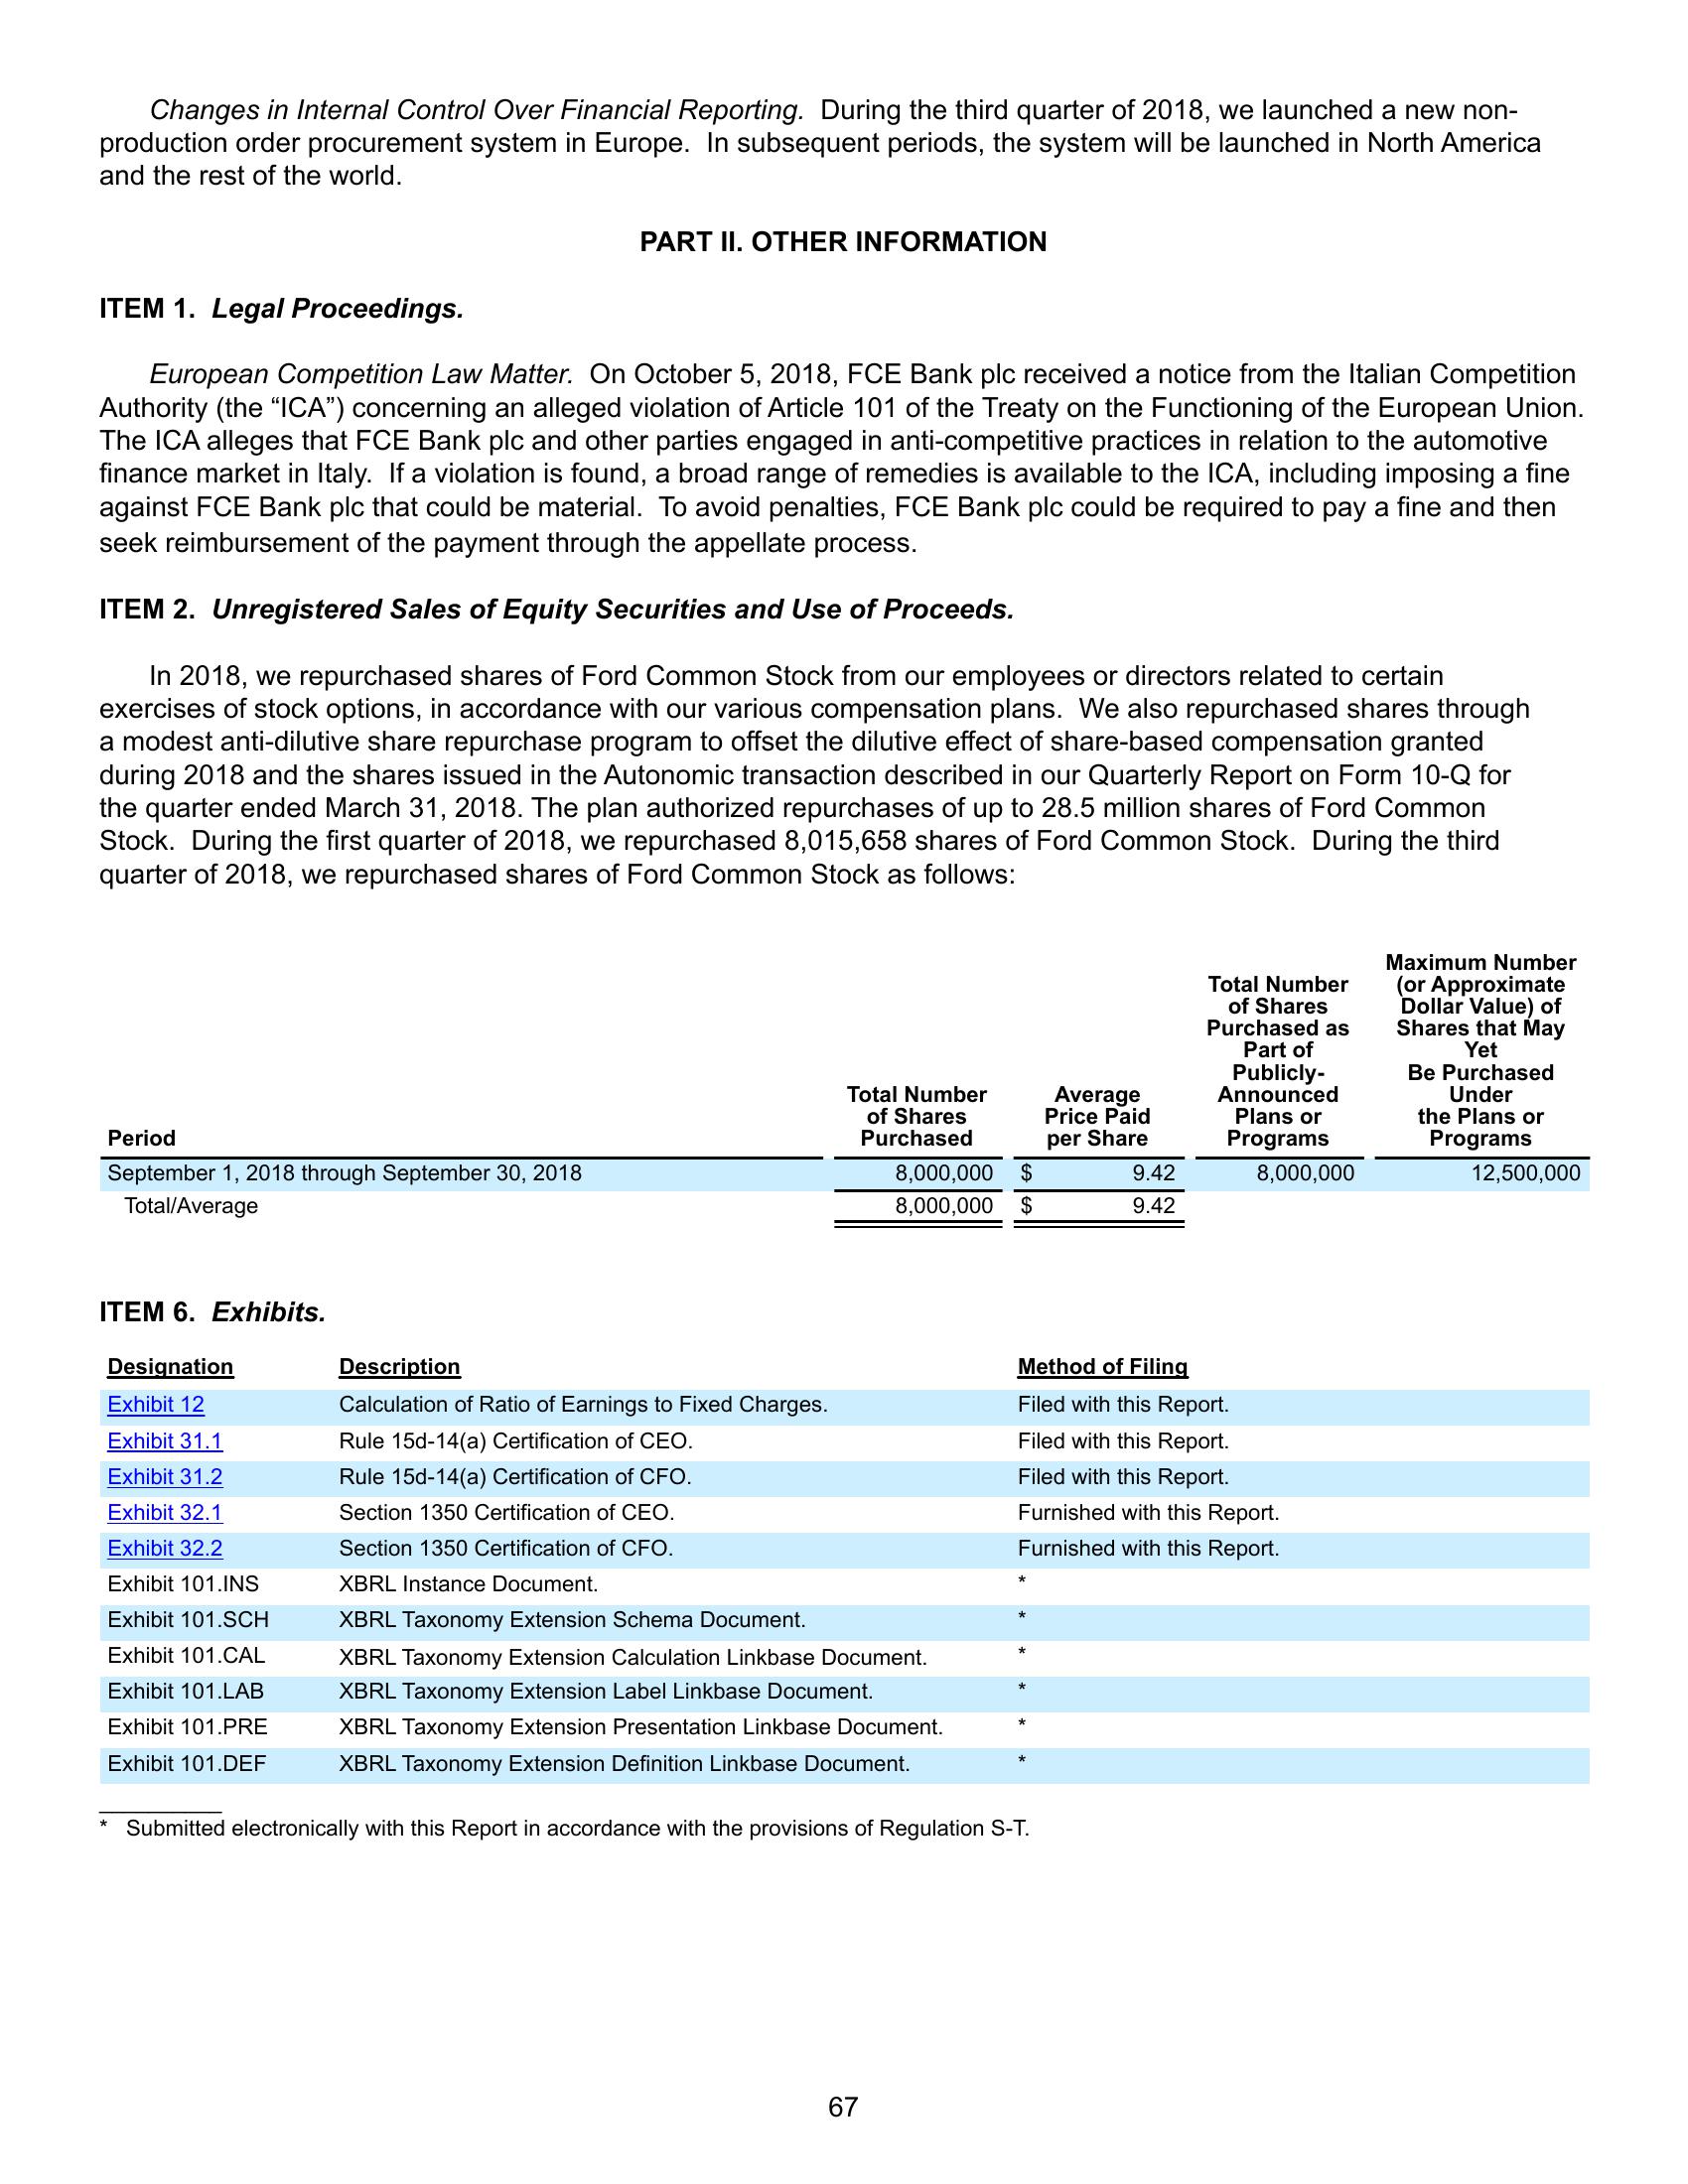 Changes in Internal Control Over Financial Reporting.  During the third quarter of 2018, we launched a new non-
production order procurement system in Europe.  In subsequent periods, the system will be launched in North America
and the rest of the world.
PART II. OTHER INFORMATION
ITEM 1.  Legal Proceedings.
European Competition Law Matter.  On October 5, 2018, FCE Bank plc received a notice from the Italian Competition
Authority (the “ICA”) concerning an alleged violation of Article 101 of the Treaty on the Functioning of the European Union.
The ICA alleges that FCE Bank plc and other parties engaged in anti-competitive practices in relation to the automotive
finance market in Italy.  If a violation is found, a broad range of remedies is available to the ICA, including imposing a fine
against FCE Bank plc that could be material.  To avoid penalties, FCE Bank plc could be required to pay a fine and then
seek reimbursement of the payment through the appellate process.
ITEM 2.  Unregistered Sales of Equity Securities and Use of Proceeds.
In 2018, we repurchased shares of Ford Common Stock from our employees or directors related to certain
exercises of stock options, in accordance with our various compensation plans.  We also repurchased shares through
a modest anti-dilutive share repurchase program to offset the dilutive effect of share-based compensation granted
during 2018 and the shares issued in the Autonomic transaction described in our Quarterly Report on Form 10-Q for
the quarter ended March 31, 2018. The plan authorized repurchases of up to 28.5 million shares of Ford Common
Stock.  During the first quarter of 2018, we repurchased 8,015,658 shares of Ford Common Stock.  During the third
quarter of 2018, we repurchased shares of Ford Common Stock as follows:
Period
Total Number
of Shares
Purchased
Average
Price Paid
per Share
Total Number
of Shares
Purchased as
Part of
Publicly-
Announced
Plans or
Programs
Maximum Number
(or Approximate
Dollar Value) of
Shares that May
Yet
Be Purchased
Under
the Plans or
Programs
September 1, 2018 through September 30, 2018 8,000,000 $ 9.42 8,000,000 12,500,000
Total/Average 8,000,000 $ 9.42
ITEM 6.  Exhibits.
Designation Description Method of Filing
Exhibit 12 Calculation of Ratio of Earnings to Fixed Charges. Filed with this Report.
Exhibit 31.1 Rule 15d-14(a) Certification of CEO. Filed with this Report.
Exhibit 31.2 Rule 15d-14(a) Certification of CFO. Filed with this Report.
Exhibit 32.1 Section 1350 Certification of CEO. Furnished with this Report.
Exhibit 32.2 Section 1350 Certification of CFO. Furnished with this Report.
Exhibit 101.INS XBRL Instance Document. *
Exhibit 101.SCH XBRL Taxonomy Extension Schema Document. *
Exhibit 101.CAL XBRL Taxonomy Extension Calculation Linkbase Document. *
Exhibit 101.LAB XBRL Taxonomy Extension Label Linkbase Document. *
Exhibit 101.PRE XBRL Taxonomy Extension Presentation Linkbase Document. *
Exhibit 101.DEF XBRL Taxonomy Extension Definition Linkbase Document. *
* Submitted electronically with this Report in accordance with the provisions of Regulation S-T.
67